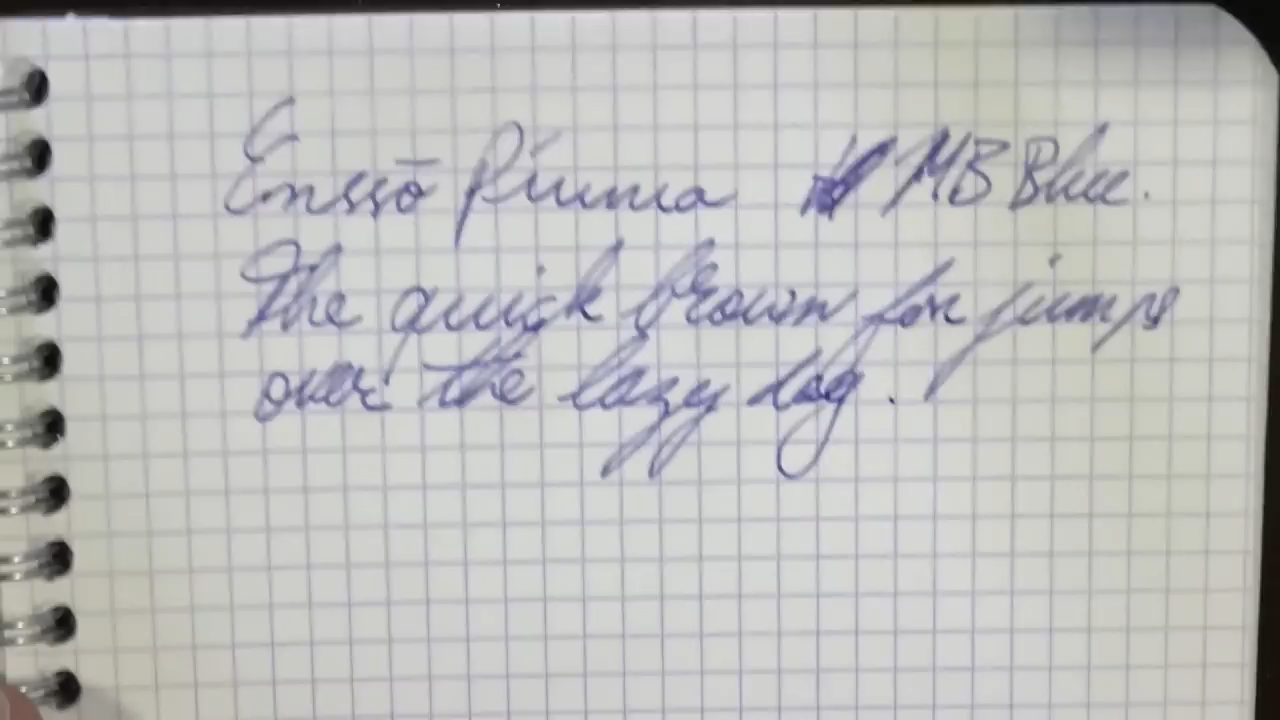 Enssō Piuma MB Blue.
The quick brown fox jumps
over the lazy dog.